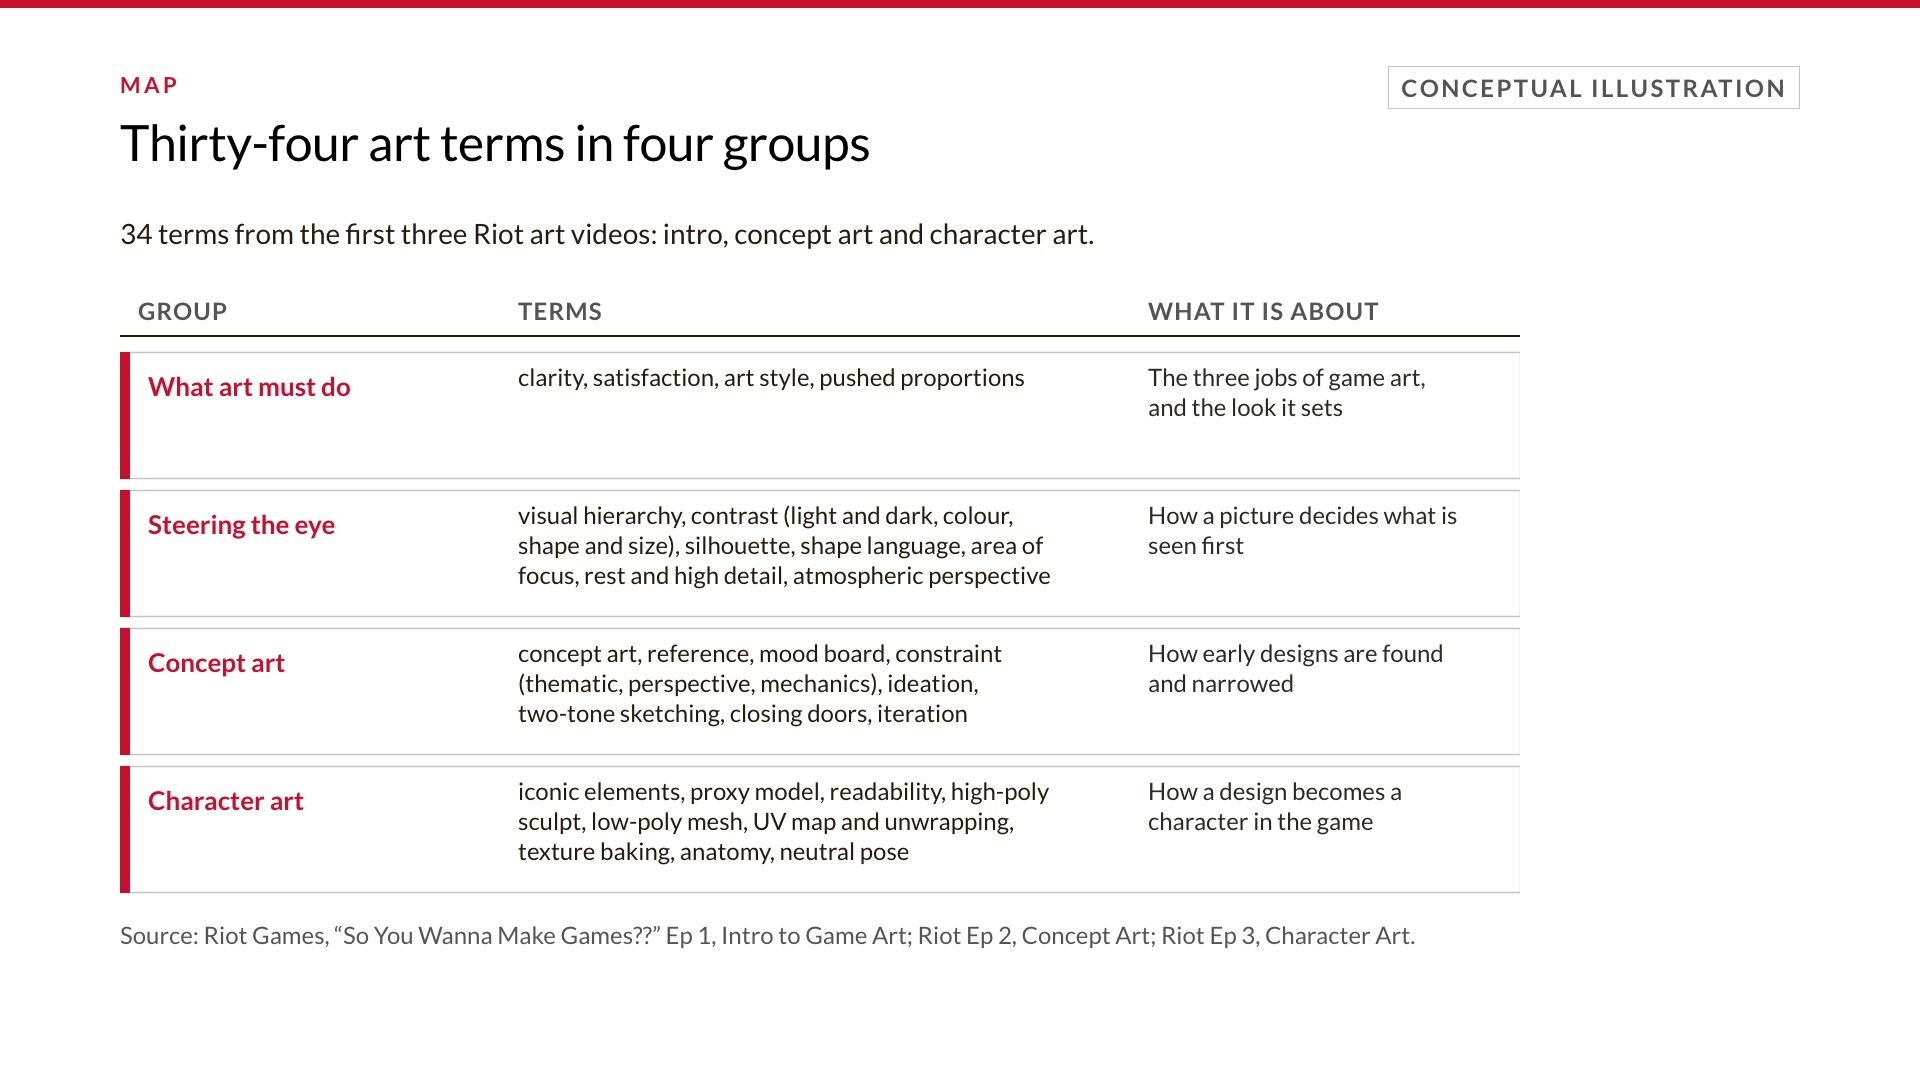 MAP
CONCEPTUAL ILLUSTRATION
Thirty-four art terms in four groups
34 terms from the first three Riot art videos: intro, concept art and character art.
GROUP
TERMS
WHAT IT IS ABOUT
What art must do
clarity, satisfaction, art style, pushed proportions
The three jobs of game art,
and the look it sets
Steering the eye
visual hierarchy, contrast (light and dark, colour,
shape and size), silhouette, shape language, area of
focus, rest and high detail, atmospheric perspective
How a picture decides what is
seen first
Concept art
concept art, reference, mood board, constraint
(thematic, perspective, mechanics), ideation,
two-tone sketching, closing doors, iteration
How early designs are found
and narrowed
Character art
iconic elements, proxy model, readability, high-poly
sculpt, low-poly mesh, UV map and unwrapping,
texture baking, anatomy, neutral pose
How a design becomes a
character in the game
Source: Riot Games, “So You Wanna Make Games??” Ep 1, Intro to Game Art; Riot Ep 2, Concept Art; Riot Ep 3, Character Art.